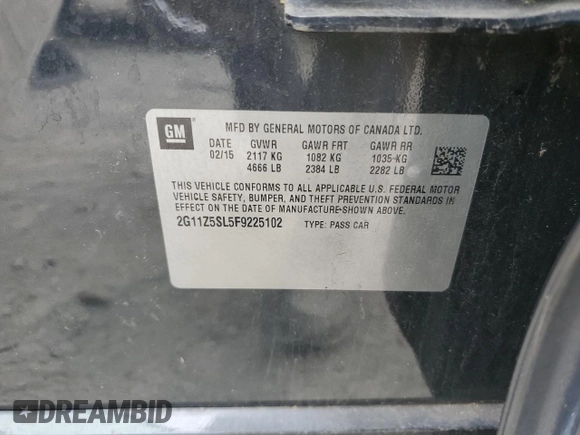 GM
MFD BY GENERAL MOTORS OF CANADA LTD.
DATE GVWR GAWR FRT GAWR RR
02/15 2117 KG 1082 KG 1035 KG
4666 LB 2384 LB 2282 LB
THIS VEHICLE CONFORMS TO ALL APPLICABLE U.S. FEDERAL MOTOR
VEHICLE SAFETY, BUMPER, AND THEFT PREVENTION STANDARDS IN
EFFECT ON THE DATE OF MANUFACTURE SHOWN ABOVE.
2G11Z5SL5F9225102 TYPE: PASS CAR
DREAMBID